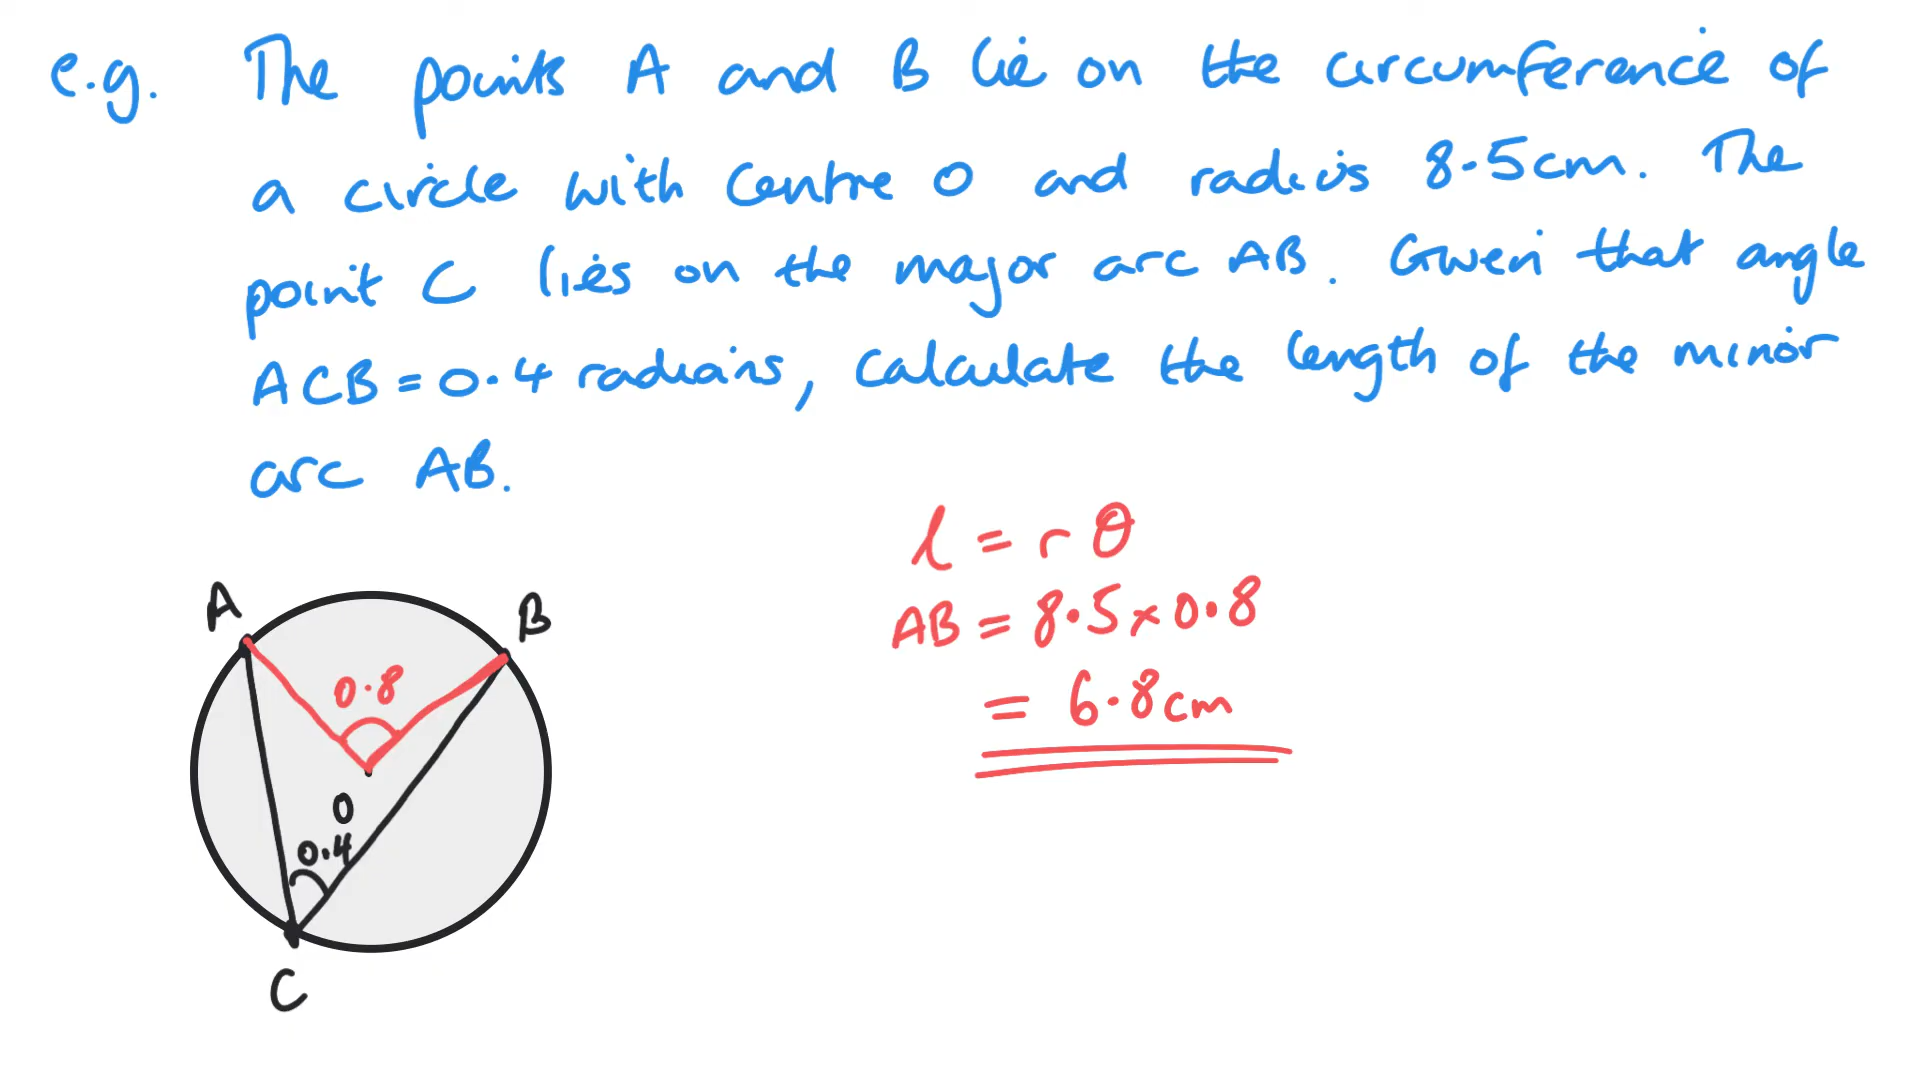 e.g. The points A and B lie on the circumference of
a circle with centre O and radius 8.5cm. The
point C lies on the major arc AB. Given that angle
ACB = 0.4 radians, calculate the length of the minor
arc AB.
l = rθ
AB = 8.5 × 0.8
= 6.8cm
A
B
0.8
O
0.4
C